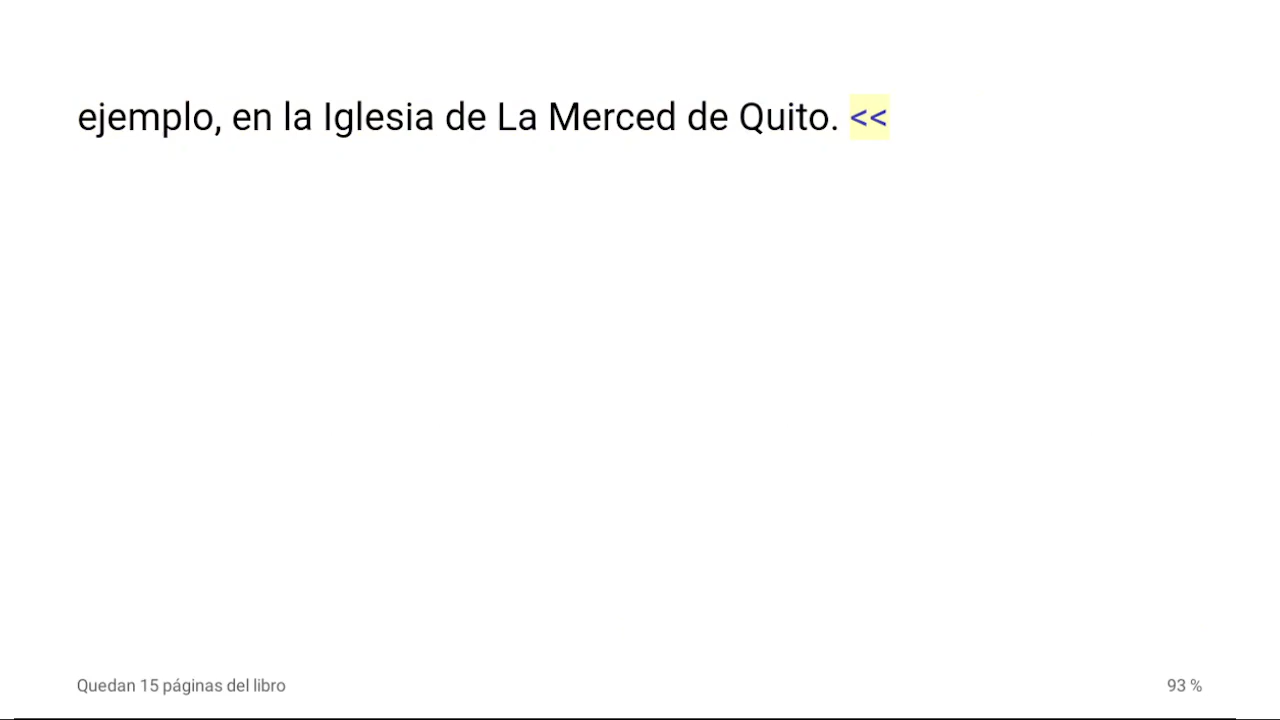 ejemplo, en la Iglesia de La Merced de Quito. <<
Quedan 15 páginas del libro
93 %